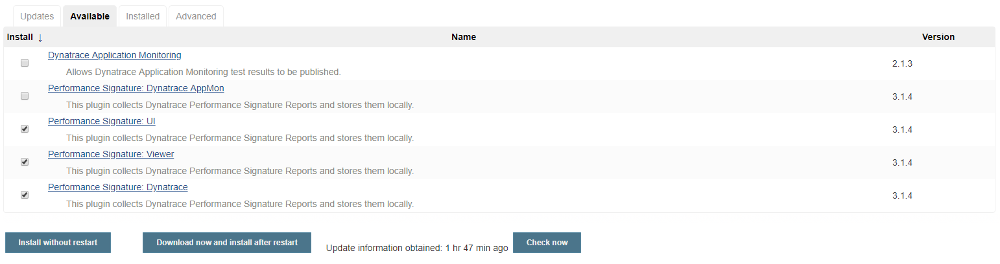 Updates Available Installed Advanced
Install ↓ Name Version
Dynatrace Application Monitoring
Allows Dynatrace Application Monitoring test results to be published.
2.1.3
Performance Signature: Dynatrace AppMon
This plugin collects Dynatrace Performance Signature Reports and stores them locally.
3.1.4
Performance Signature: UI
This plugin collects Dynatrace Performance Signature Reports and stores them locally.
3.1.4
Performance Signature: Viewer
This plugin collects Dynatrace Performance Signature Reports and stores them locally.
3.1.4
Performance Signature: Dynatrace
This plugin collects Dynatrace Performance Signature Reports and stores them locally.
3.1.4
Install without restart Download now and install after restart Update information obtained: 1 hr 47 min ago Check now